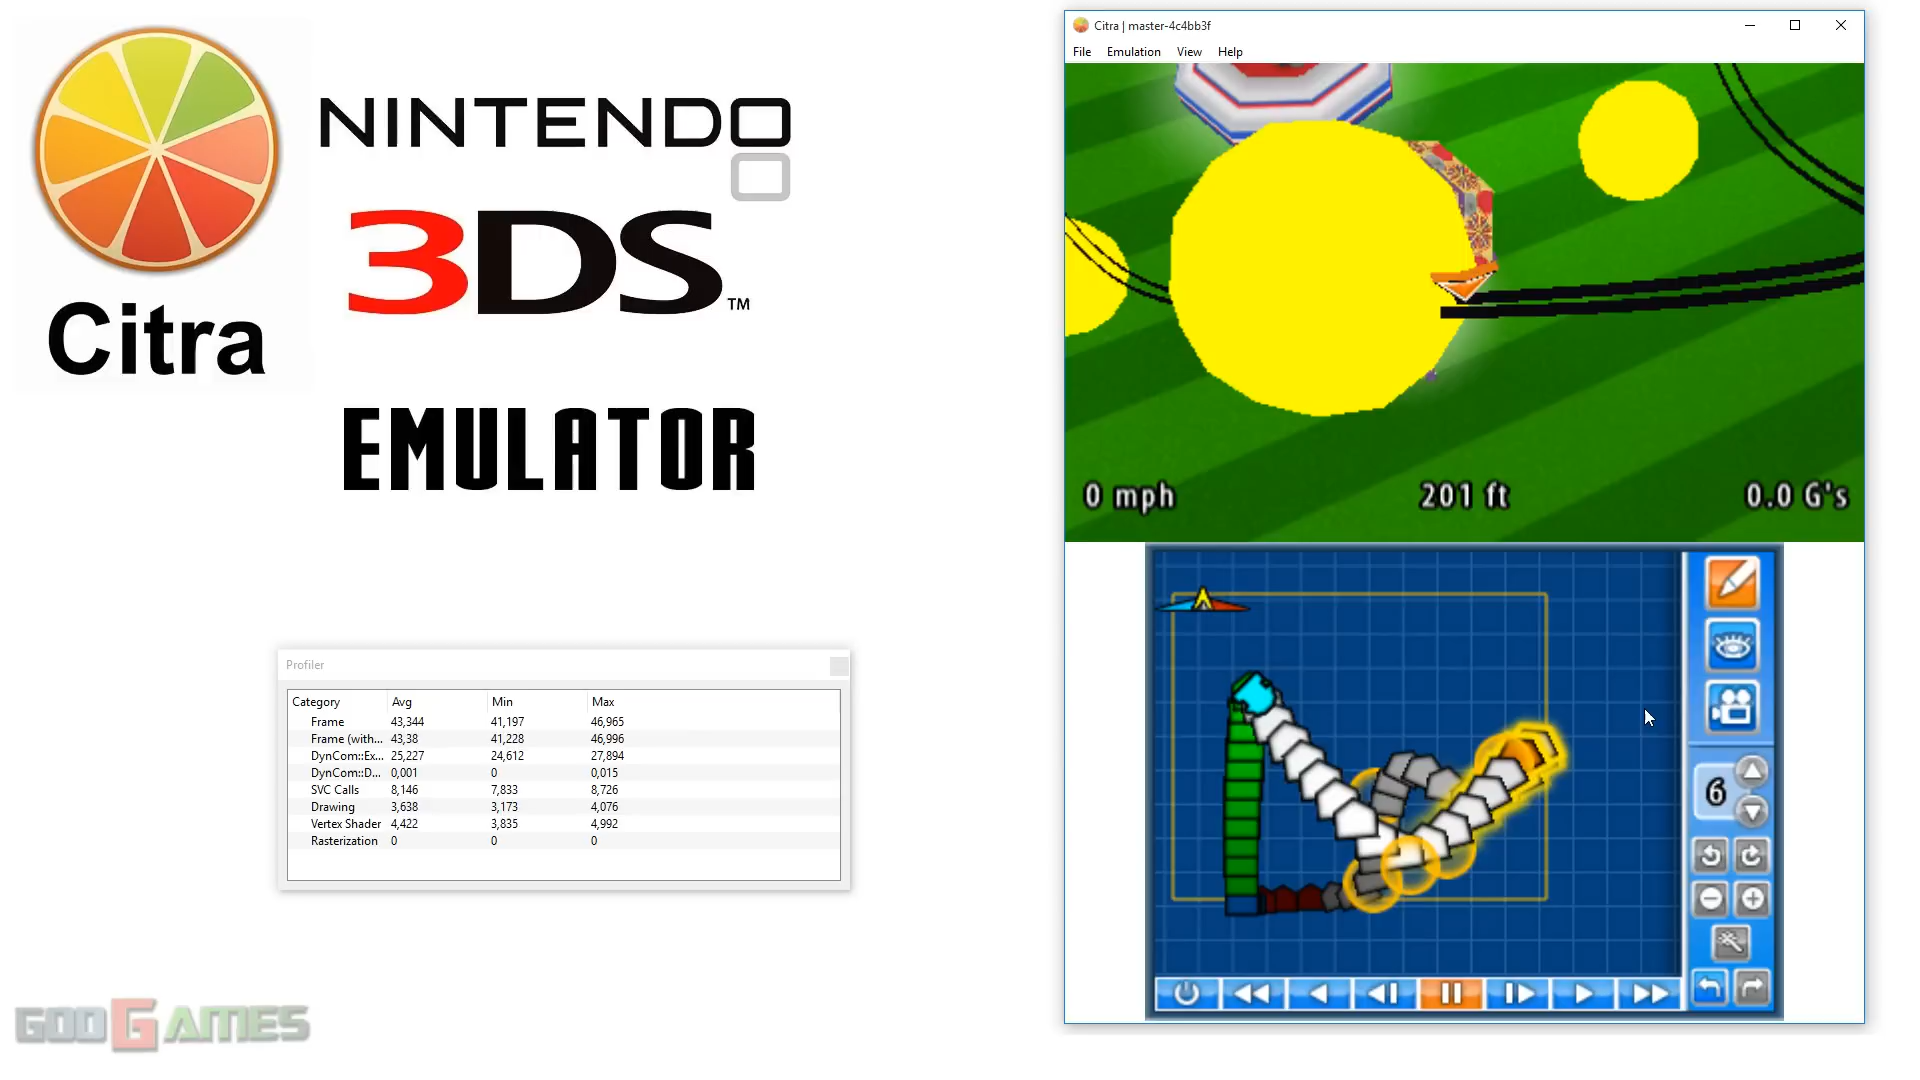 Citra
NINTENDO
3DS™
EMULATOR
Profiler
Category Avg Min Max
Frame 43,344 41,197 46,965
Frame (with... 43,38 41,228 46,996
DynCom::Ex... 25,227 24,612 27,894
DynCom::D... 0,001 0 0,015
SVC Calls 8,146 7,833 8,726
Drawing 3,638 3,173 4,076
Vertex Shader 4,422 3,835 4,992
Rasterization 0 0 0
GODGAMES
Citra | master-4c4bb3f
File Emulation View Help
0 mph 201 ft 0.0 G's
6